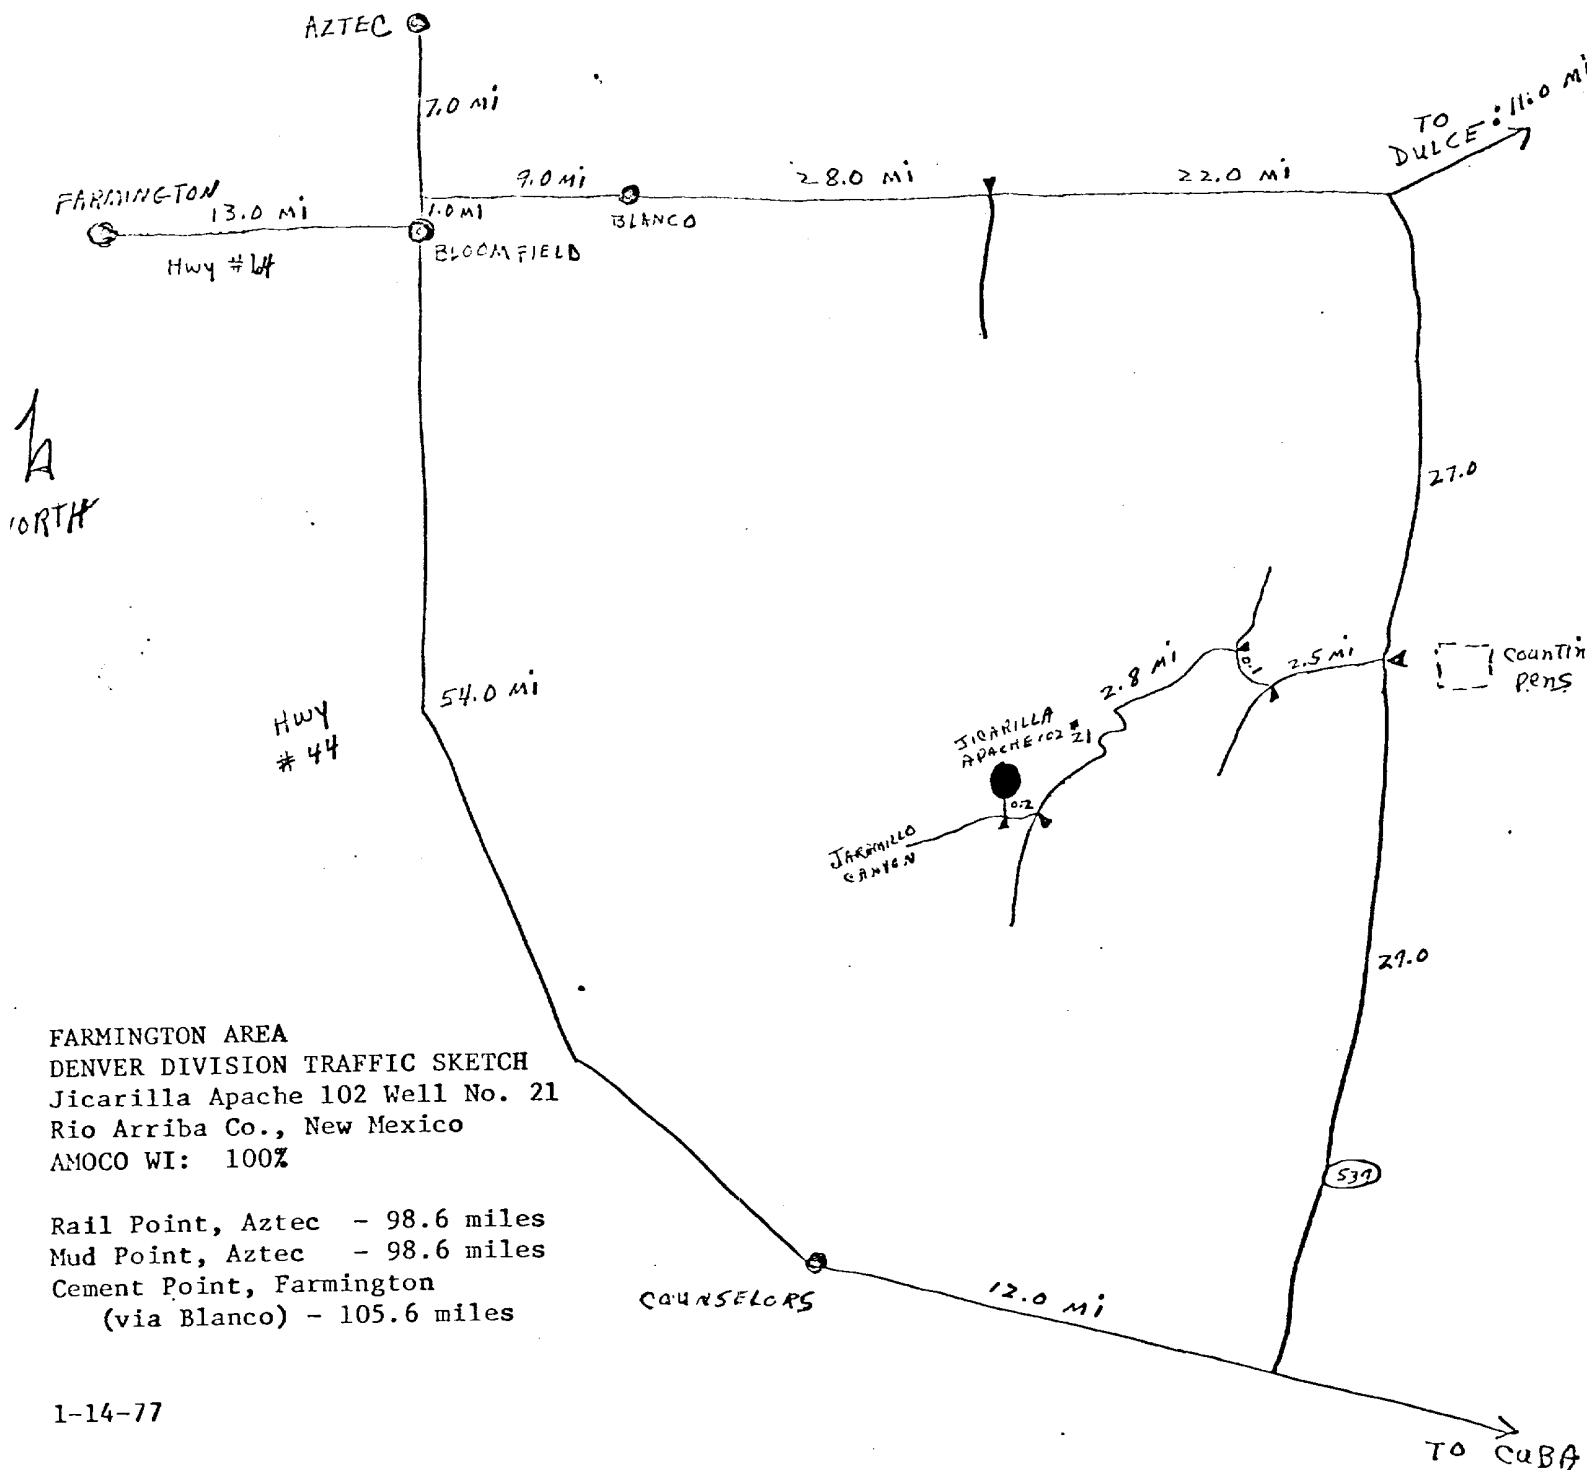 AZTEC
7.0 Mi
TO
DULCE: 11.0 Mi
FARMINGTON
13.0 Mi
9.0 Mi
28.0 Mi
22.0 Mi
1.0 Mi
BLANCO
BLOOMFIELD
Hwy #64
27.0
NORTH
54.0 Mi
HWY
# 44
2.8 Mi
0.1
2.5 Mi
COUNTIN
Pens
JICARILLA
APACHE 102 #21
0.2
JARAMILLO
CANYON
29.0
FARMINGTON AREA
DENVER DIVISION TRAFFIC SKETCH
Jicarilla Apache 102 Well No. 21
Rio Arriba Co., New Mexico
AMOCO WI: 100%
537
Rail Point, Aztec - 98.6 miles
Mud Point, Aztec - 98.6 miles
Cement Point, Farmington
(via Blanco) - 105.6 miles
COUNSELORS
12.0 Mi
1-14-77
TO CUBA